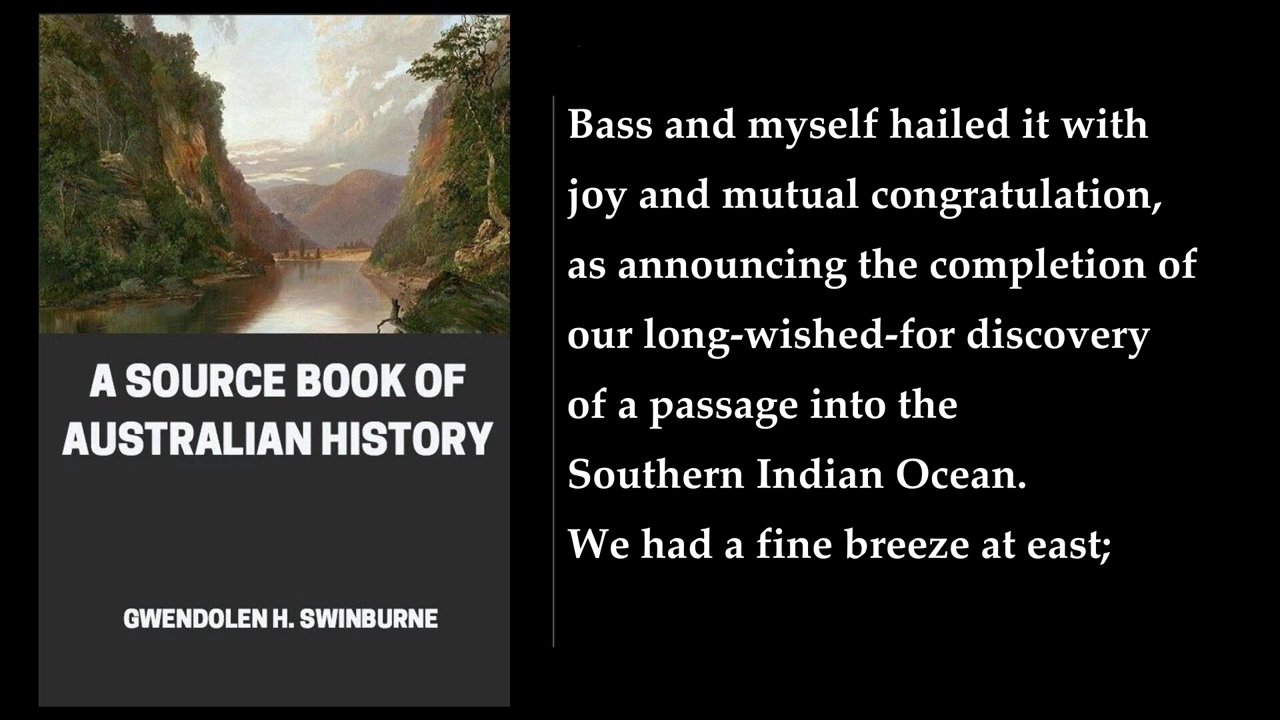 A SOURCE BOOK OF
AUSTRALIAN HISTORY
GWENDOLEN H. SWINBURNE
Bass and myself hailed it with
joy and mutual congratulation,
as announcing the completion of
our long-wished-for discovery
of a passage into the
Southern Indian Ocean.
We had a fine breeze at east;